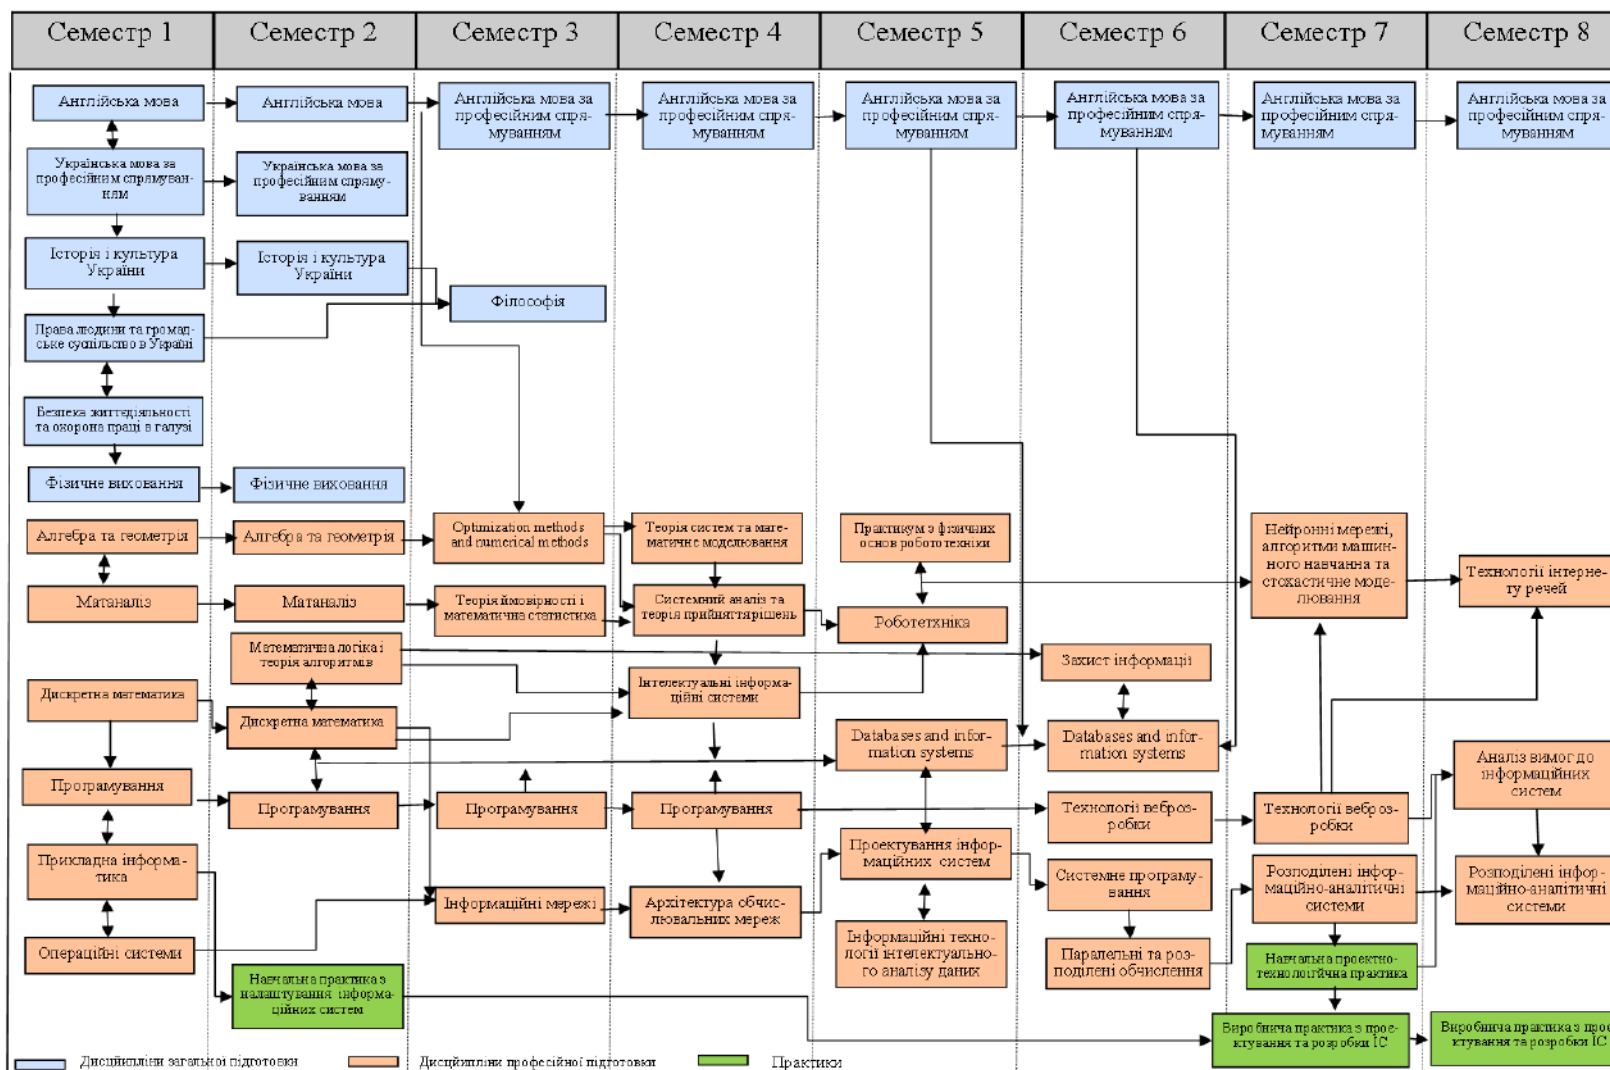 Семестр 1
Семестр 2
Семестр 3
Семестр 4
Семестр 5
Семестр 6
Семестр 7
Семестр 8
Англійська мова
Українська мова за
професійним спрямуван-
ням
Історія і культура
України
Права людини та громад-
ське суспільство в Україні
Безпека життєдіяльності
та охорона праці в галузі
Фізичне виховання
Алгебра та геометрія
Матаналіз
Дискретна математика
Програмування
Прикладна інформа-
тика
Операційні системи
Англійська мова
Українська мова за
професійним спряму-
ванням
Історія і культура
України
Фізичне виховання
Алгебра та геометрія
Матаналіз
Математична логіка і
теорія алгоритмів
Дискретна математика
Програмування
Навчальна практика з
налаштування інформа-
ційних систем
Англійська мова за
професійним спря-
муванням
Філософія
Optimization methods
and numerical methods
Теорія ймовірності і
математична статистика
Програмування
Інформаційні мережі
Англійська мова за
професійним спря-
муванням
Теорія систем та мате-
матичне моделювання
Системний аналіз та
теорія прийняття рішень
Інтелектуальні інформа-
ційні системи
Програмування
Архітектура обчис-
лювальних мереж
Англійська мова за
професійним спря-
муванням
Практикум з фізичних
основ робототехніки
Роботетхніка
Databases and infor-
mation systems
Проектування інфор-
маційних систем
Інформаційні техно-
логії інтелектуально-
го аналізу даних
Англійська мова за
професійним спря-
муванням
Захист інформації
Databases and infor-
mation systems
Технології веброз-
робки
Системне програму-
вання
Паралельні та роз-
поділені обчислення
Англійська мова за
професійним спря-
муванням
Нейронні мережі,
алгоритми машин-
ного навчання та
стохастичне моде-
лювання
Технології веброз-
робки
Розподілені інфор-
маційно-аналітичні
системи
Навчальна проектно-
технологійчна практика
Виробнича практика з проє-
ктування та розробки ІС
Англійська мова за
професійним спря-
муванням
Технології інтерне-
ту речей
Аналіз вимог до
інформаційних
систем
Розподілені інфор-
маційно-аналітичні
системи
Виробнича практика з проє-
ктування та розробки ІС
Дисципліни загальної підготовки
Дисципліни професійної підготовки
Практики